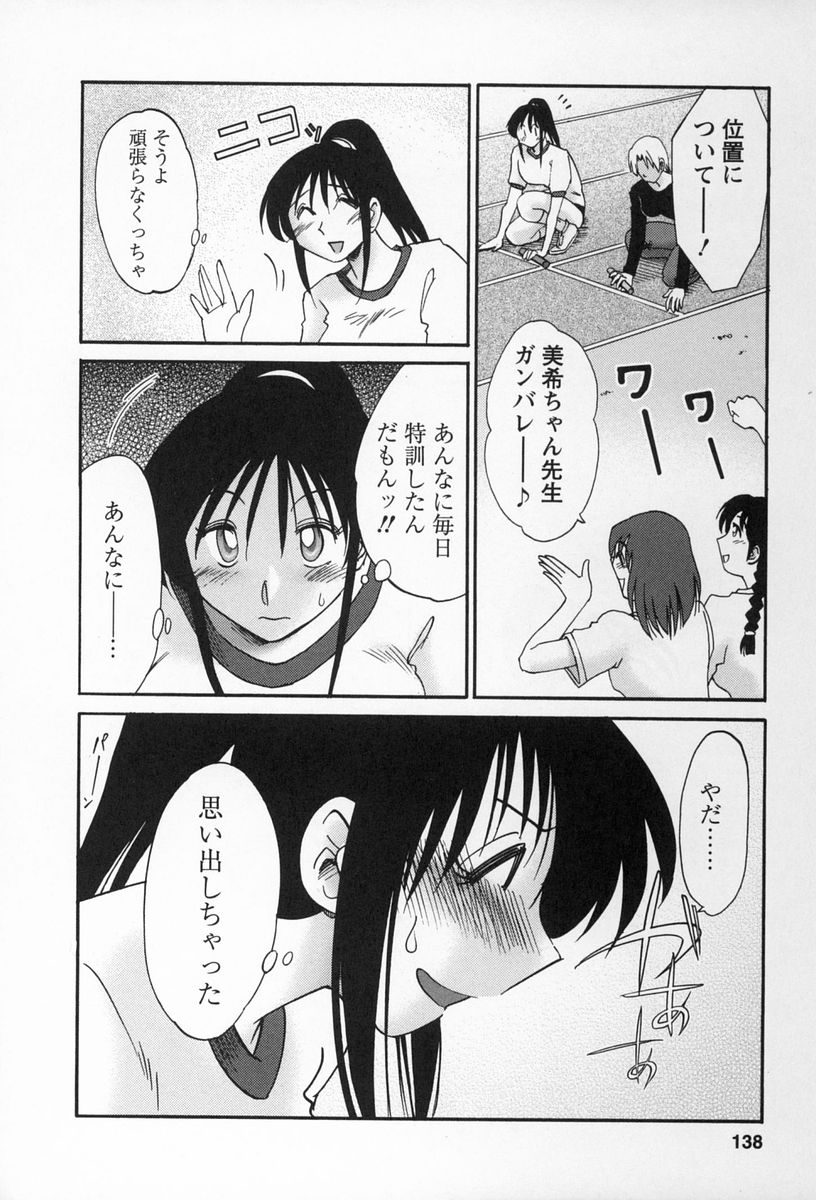 位置に
ついて――!
ワ――
ワ――
美希ちゃん先生
ガンバレ――♪
ニコッ
そうよ
頑張らなくっちゃ
あんなに毎日
特訓したん
だもんッ!!
あんなに
――…
やだ……
かああぁ
パーン
思い出しちゃった
138